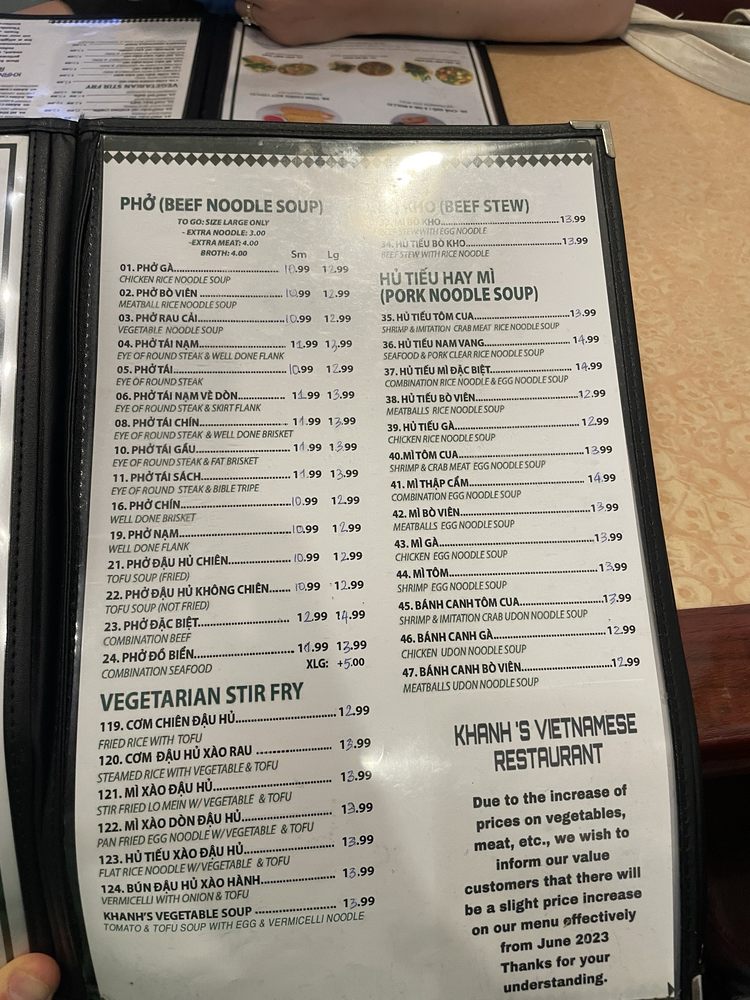 VEGETARIAN STIR FRY
PHỞ (BEEF NOODLE SOUP)
TO GO: SIZE LARGE ONLY
- EXTRA NOODLE: 3.00
-EXTRA MEAT: 4.00
BROTH: 4.00
Sm Lg
01. PHỞ GÀ 10.99 12.99
CHICKEN RICE NOODLE SOUP
02. PHỞ BÒ VIÊN 10.99 12.99
MEATBALL RICE NOODLE SOUP
03. PHỞ RAU CẢI 10.99 12.99
VEGETABLE NOODLE SOUP
04. PHỞ TÁI NẠM 11.99 13.99
EYE OF ROUND STEAK & WELL DONE FLANK
05. PHỞ TÁI 10.99 12.99
EYE OF ROUND STEAK
06. PHỞ TÁI NẠM VÈ DÒN 11.99 13.99
EYE OF ROUND STEAK & SKIRT FLANK
08. PHỞ TÁI CHÍN 11.99 13.99
EYE OF ROUND STEAK & WELL DONE BRISKET
10. PHỞ TÁI GẦU 11.99 13.99
EYE OF ROUND STEAK & FAT BRISKET
11. PHỞ TÁI SÁCH 11.99 13.99
EYE OF ROUND STEAK & BIBLE TRIPE
16. PHỞ CHÍN 10.99 12.99
WELL DONE BRISKET
19. PHỞ NẠM 10.99 12.99
WELL DONE FLANK
21. PHỞ ĐẬU HỦ CHIÊN 10.99 12.99
TOFU SOUP (FRIED)
22. PHỞ ĐẬU HỦ KHÔNG CHIÊN 10.99 12.99
TOFU SOUP (NOT FRIED)
23. PHỞ ĐẶC BIỆT 12.99 14.99
COMBINATION BEEF
24. PHỞ ĐỒ BIỂN 11.99 13.99
COMBINATION SEAFOOD XLG: +5.00
VEGETARIAN STIR FRY
119. CƠM CHIÊN ĐẬU HỦ 12.99
FRIED RICE WITH TOFU
120. CƠM ĐẬU HỦ XÀO RAU 13.99
STEAMED RICE WITH VEGETABLE & TOFU
121. MÌ XÀO ĐẬU HỦ 13.99
STIR FRIED LO MEIN W/ VEGETABLE & TOFU
122. MÌ XÀO DÒN ĐẬU HỦ 13.99
PAN FRIED EGG NOODLE W/ VEGETABLE & TOFU
123. HỦ TIẾU XÀO ĐẬU HỦ 13.99
FLAT RICE NOODLE W/ VEGETABLE & TOFU
124. BÚN ĐẬU HỦ XÀO HÀNH 13.99
VERMICELLI WITH ONION & TOFU
KHANH'S VEGETABLE SOUP 13.99
TOMATO & TOFU SOUP WITH EGG & VERMICELLI NOODLE
KHO (BEEF STEW)
BÒ KHO 13.99
BEEF STEW WITH EGG NOODLE
34. HỦ TIẾU BÒ KHO 13.99
BEEF STEW WITH RICE NOODLE
HỦ TIẾU HAY MÌ
(PORK NOODLE SOUP)
35. HỦ TIẾU TÔM CUA 13.99
SHRIMP & IMITATION CRAB MEAT RICE NOODLE SOUP
36. HỦ TIẾU NAM VANG 14.99
SEAFOOD & PORK CLEAR RICE NOODLE SOUP
37. HỦ TIẾU MÌ ĐẶC BIỆT 14.99
COMBINATION RICE NOODLE & EGG NOODLE SOUP
38. HỦ TIẾU BÒ VIÊN 12.99
MEATBALLS RICE NOODLE SOUP
39. HỦ TIẾU GÀ 12.99
CHICKEN RICE NOODLE SOUP
40.MÌ TÔM CUA 13.99
SHRIMP & CRAB MEAT EGG NOODLE SOUP
41. MÌ THẬP CẨM 14.99
COMBINATION EGG NOODLE SOUP
42. MÌ BÒ VIÊN 13.99
MEATBALLS EGG NOODLE SOUP
43. MÌ GÀ 13.99
CHICKEN EGG NOODLE SOUP
44. MÌ TÔM 13.99
SHRIMP EGG NOODLE SOUP
45. BÁNH CANH TÔM CUA 13.99
SHRIMP & IMITATION CRAB UDON NOODLE SOUP
46. BÁNH CANH GÀ 12.99
CHICKEN UDON NOODLE SOUP
47. BÁNH CANH BÒ VIÊN 12.99
MEATBALLS UDON NOODLE SOUP
KHANH 'S VIETNAMESE
RESTAURANT
Due to the increase of
prices on vegetables,
meat, etc., we wish to
inform our value
customers that there will
be a slight price increase
on our menu effectively
from June 2023
Thanks for your
understanding.